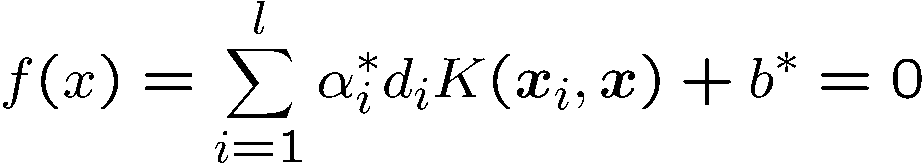 $f(x) = \sum_{i=1}^{l} \alpha_i^* d_i K(\boldsymbol{x}_i, \boldsymbol{x}) + b^* = 0$